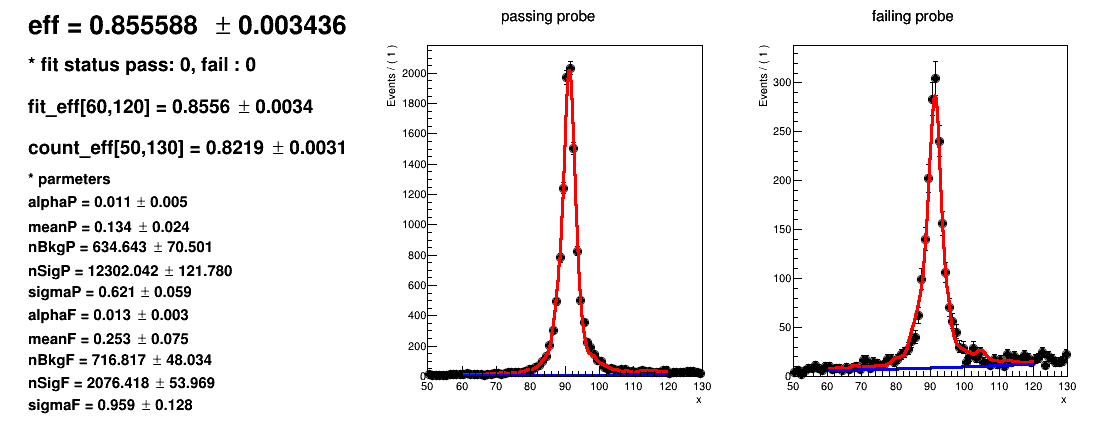 eff = 0.855588 ± 0.003436
* fit status pass: 0, fail : 0
fit_eff[60,120] = 0.8556 ± 0.0034
count_eff[50,130] = 0.8219 ± 0.0031
* parmeters
alphaP = 0.011 ± 0.005
meanP = 0.134 ± 0.024
nBkgP = 634.643 ± 70.501
nSigP = 12302.042 ± 121.780
sigmaP = 0.621 ± 0.059
alphaF = 0.013 ± 0.003
meanF = 0.253 ± 0.075
nBkgF = 716.817 ± 48.034
nSigF = 2076.418 ± 53.969
sigmaF = 0.959 ± 0.128
passing probe
Events / ( 1 )
2000
1800
1600
1400
1200
1000
800
600
400
200
0
50 60 70 80 90 100 110 120 130
x
failing probe
Events / ( 1 )
300
250
200
150
100
50
0
50 60 70 80 90 100 110 120 130
x